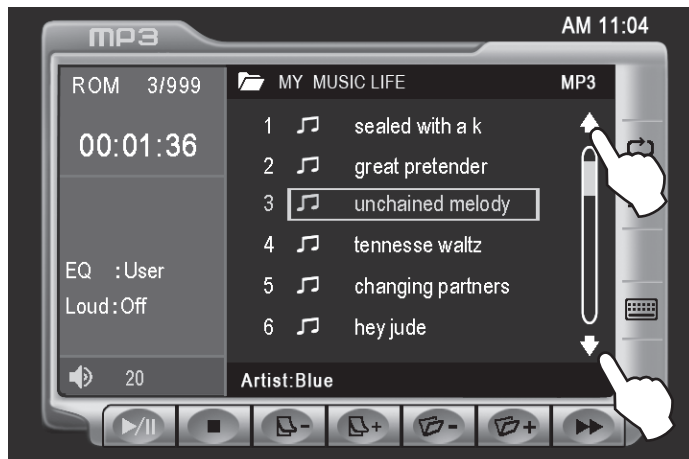 AM 11:04
MP3
ROM 3/999
00:01:36
EQ :User
Loud:Off
20
MY MUSIC LIFE MP3
1 sealed with a k
2 great pretender
3 unchained melody
4 tennesse waltz
5 changing partners
6 hey jude
Artist:Blue